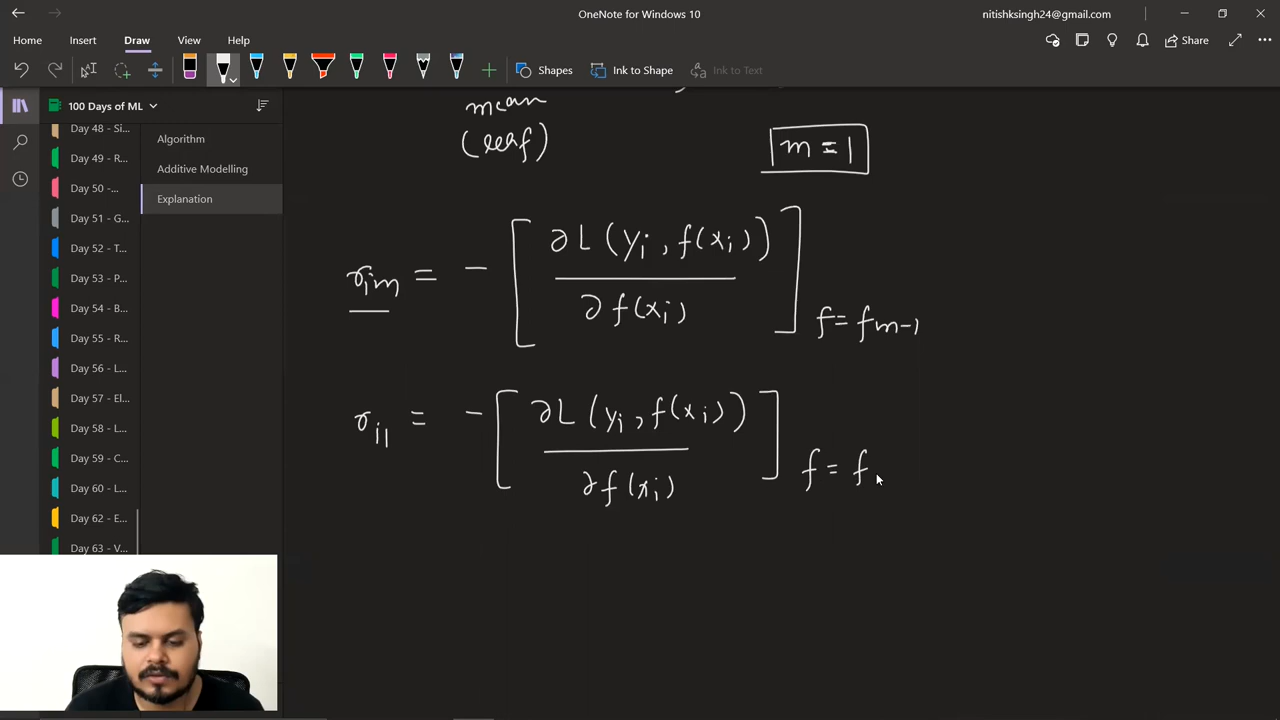 OneNote for Windows 10
nitishksingh24@gmail.com
Home
Insert
Draw
View
Help
Share
Shapes
Ink to Shape
Ink to Text
100 Days of ML
Day 48 - Si...
Day 49 - R...
Day 50 -...
Day 51 - G...
Day 52 - T...
Day 53 - P...
Day 54 - B...
Day 55 - R...
Day 56 - L...
Day 57 - El...
Day 58 - L...
Day 59 - C...
Day 60 - L...
Day 62 - E...
Day 63 - V...
Algorithm
Additive Modelling
Explanation
mean
(leaf)
m = 1
r_im = - [ ∂L(y_i, f(x_i)) / ∂f(x_i) ] f = f_m-1
r_i1 = - [ ∂L(y_i, f(x_i)) / ∂f(x_i) ] f = f